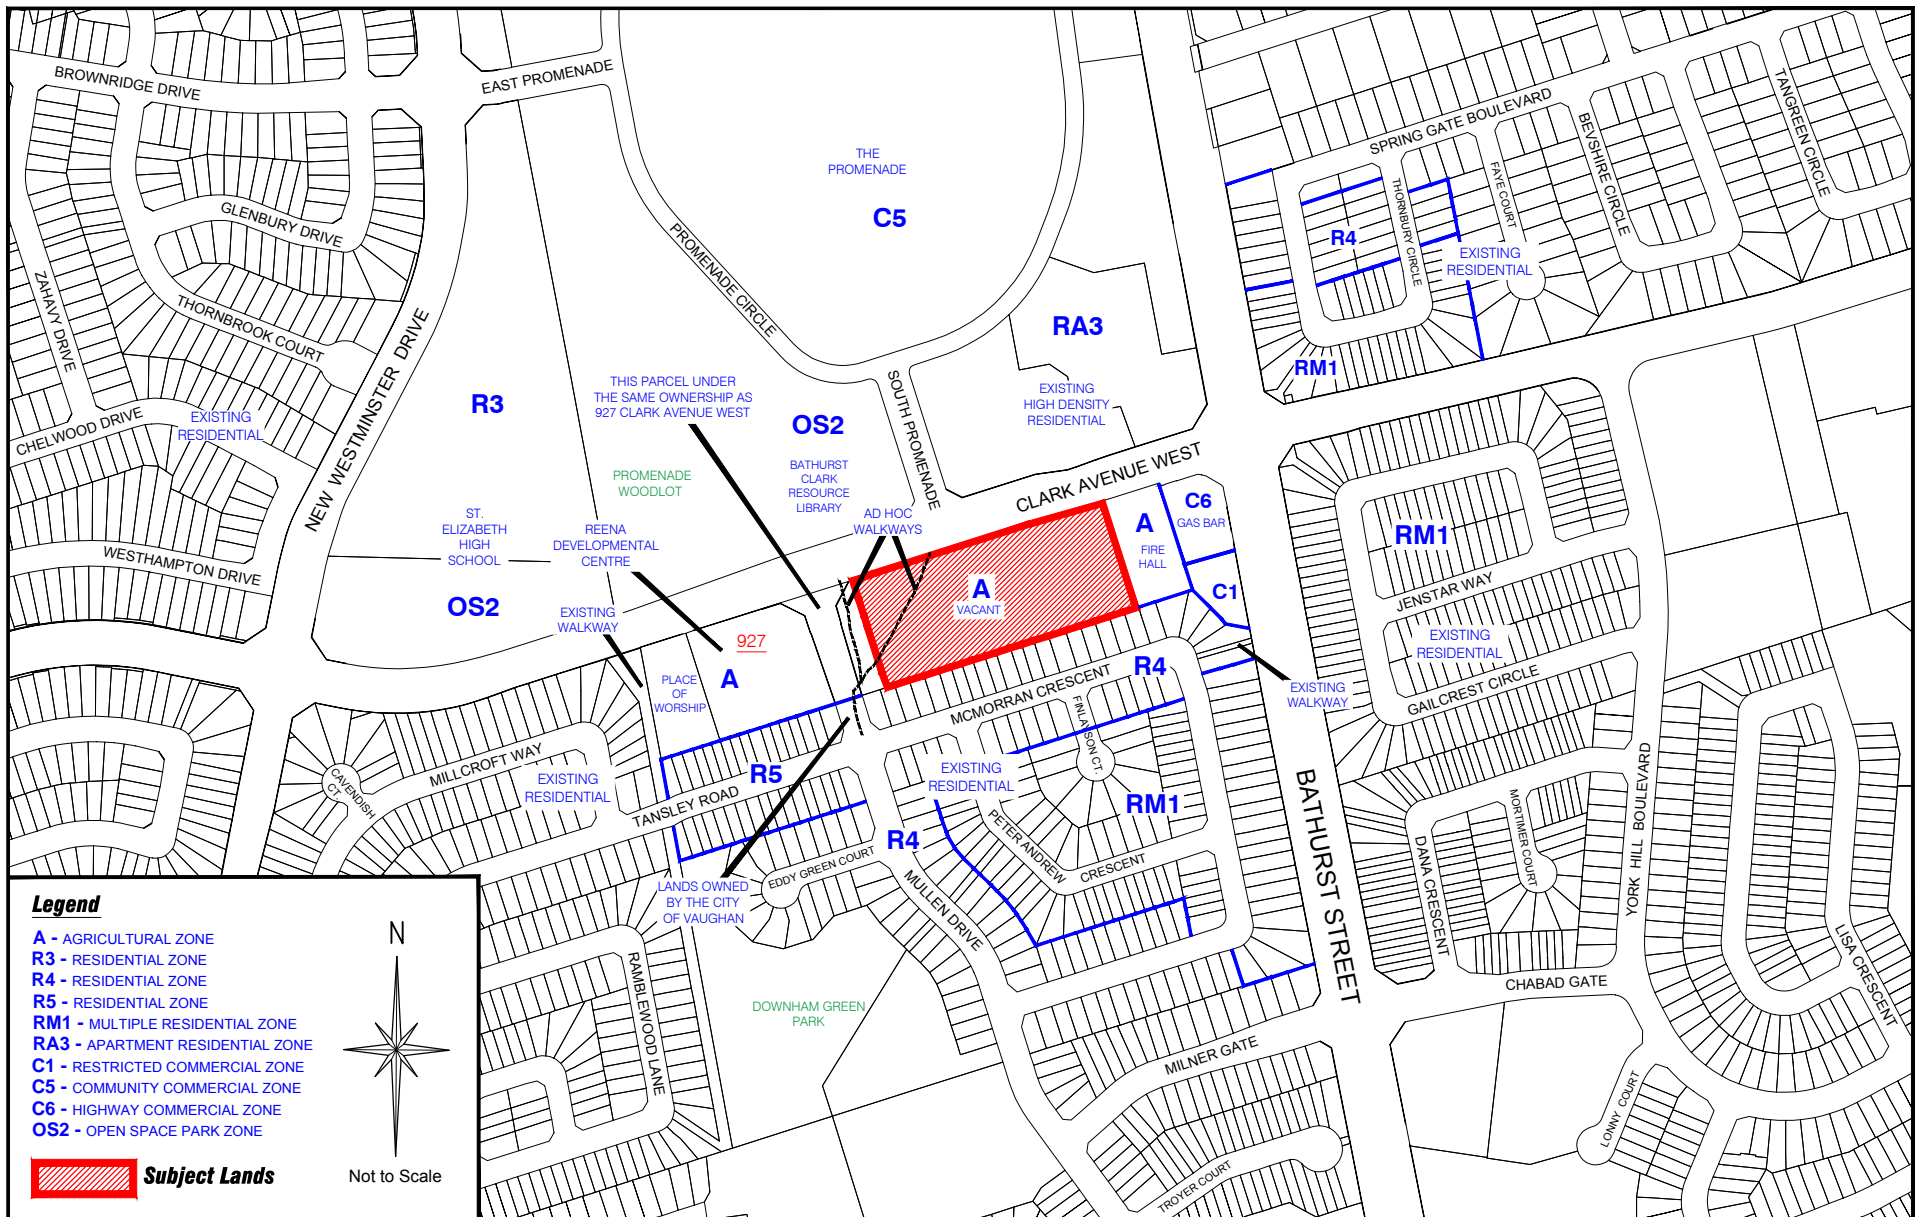 BROWNRIDGE DRIVE
EAST PROMENADE
THE
PROMENADE
C5
SPRING GATE BOULEVARD
TANGREEN CIRCLE
BEVSHIRE CIRCLE
FAYE COURT
THORNBURY CIRCLE
R4
EXISTING
RESIDENTIAL
RM1
GLENBURY DRIVE
ZAHAVY DRIVE
THORNBROOK COURT
CHELWOOD DRIVE
EXISTING
RESIDENTIAL
NEW WESTMINSTER DRIVE
WESTHAMPTON DRIVE
PROMENADE CIRCLE
SOUTH PROMENADE
RA3
EXISTING
HIGH DENSITY
RESIDENTIAL
R3
THIS PARCEL UNDER
THE SAME OWNERSHIP AS
927 CLARK AVENUE WEST
OS2
BATHURST
CLARK
RESOURCE
LIBRARY
PROMENADE
WOODLOT
AD HOC
WALKWAYS
CLARK AVENUE WEST
ST.
ELIZABETH
HIGH
SCHOOL
REENA
DEVELOPMENTAL
CENTRE
OS2
EXISTING
WALKWAY
A
VACANT
A
FIRE
HALL
C6
GAS BAR
C1
RM1
JENSTAR WAY
EXISTING
RESIDENTIAL
GAILCREST CIRCLE
927
A
PLACE
OF
WORSHIP
R4
MCMORRAN CRESCENT
FINLAYSON CT.
EXISTING
WALKWAY
MILLCROFT WAY
CAVENDISH
CT.
EXISTING
RESIDENTIAL
TANSLEY ROAD
R5
EXISTING
RESIDENTIAL
RM1
PETER ANDREW
CRESCENT
R4
EDDY GREEN COURT
MULLEN DRIVE
LANDS OWNED
BY THE CITY
OF VAUGHAN
BATHURST STREET
DANA CRESCENT
MORTIMER COURT
YORK HILL BOULEVARD
LISA CRESCENT
CHABAD GATE
RAMBLEWOOD LANE
DOWNHAM GREEN
PARK
MILNER GATE
TROYER COURT
LONNY COURT
Legend
A - AGRICULTURAL ZONE
R3 - RESIDENTIAL ZONE
R4 - RESIDENTIAL ZONE
R5 - RESIDENTIAL ZONE
RM1 - MULTIPLE RESIDENTIAL ZONE
RA3 - APARTMENT RESIDENTIAL ZONE
C1 - RESTRICTED COMMERCIAL ZONE
C5 - COMMUNITY COMMERCIAL ZONE
C6 - HIGHWAY COMMERCIAL ZONE
OS2 - OPEN SPACE PARK ZONE
Subject Lands
N
Not to Scale